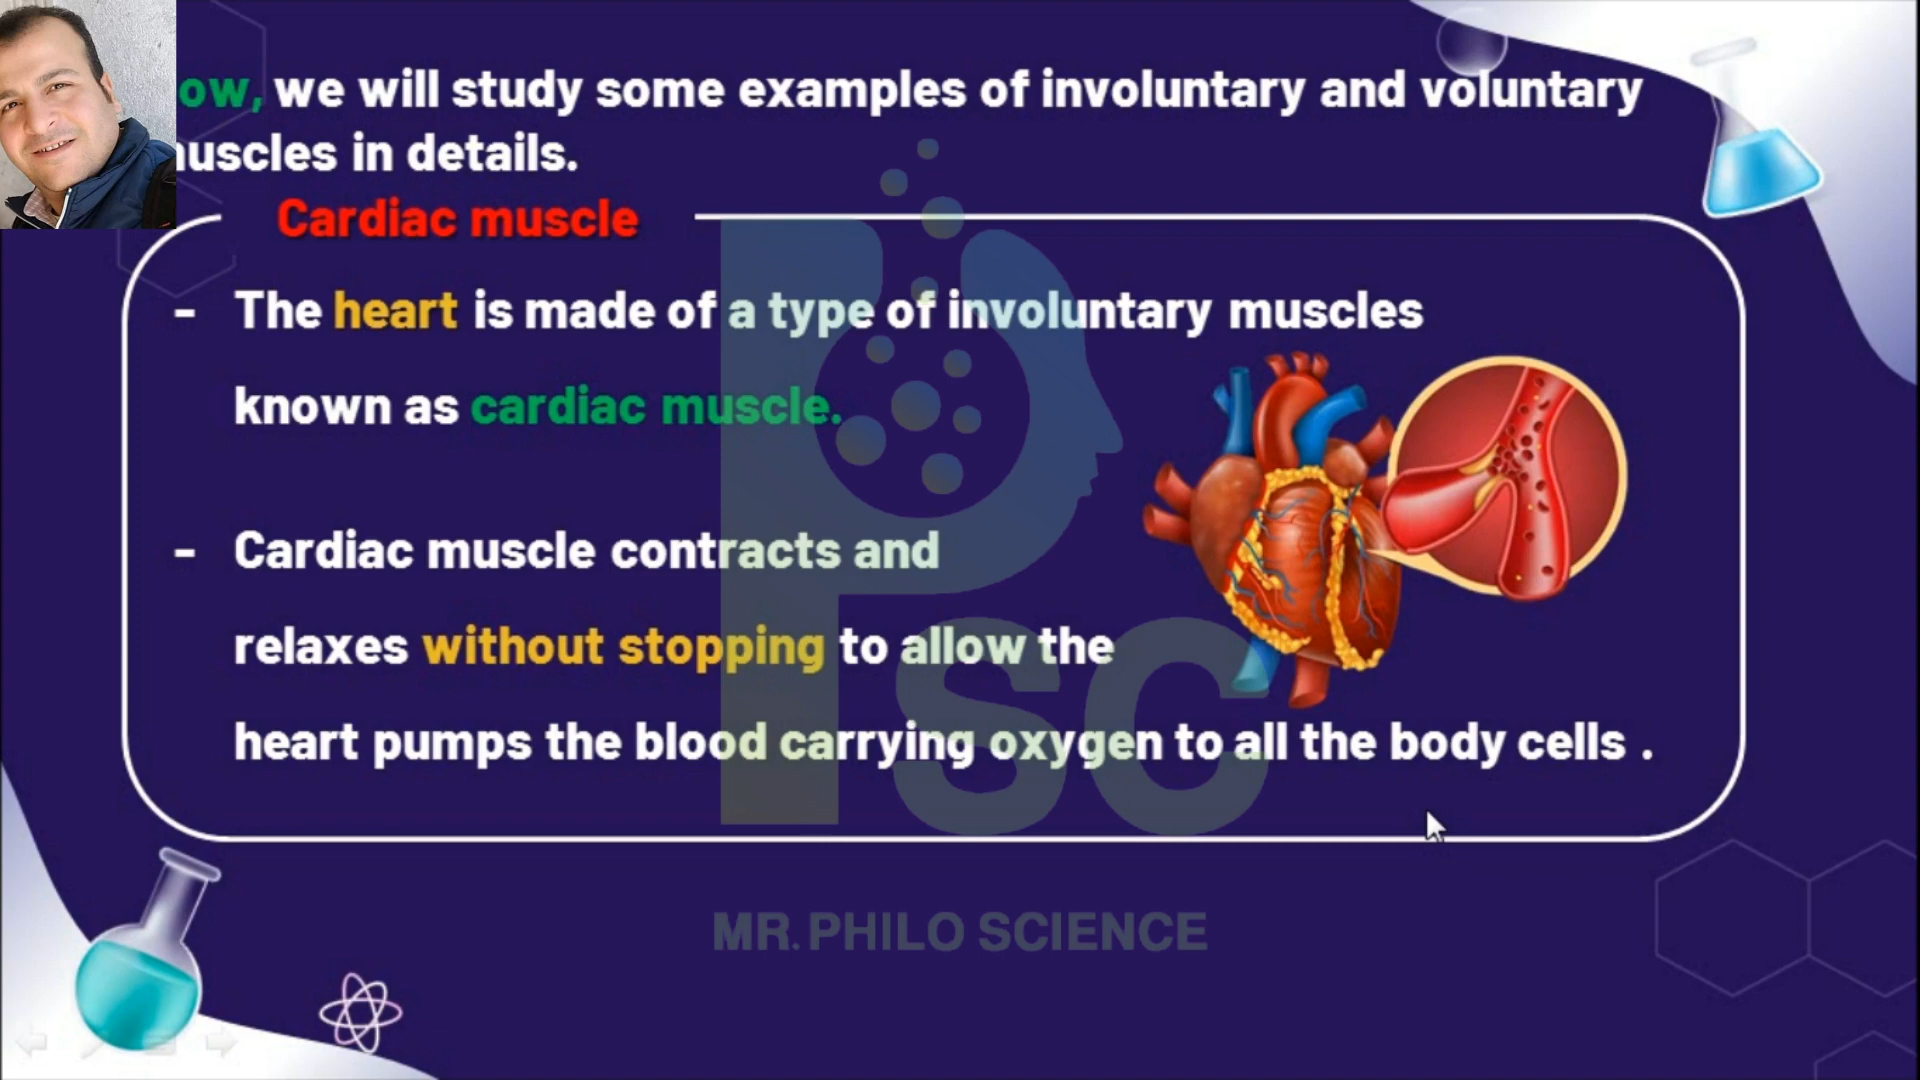 ow, we will study some examples of involuntary and voluntary
uscles in details.
Cardiac muscle
- The heart is made of a type of involuntary muscles
known as cardiac muscle.
- Cardiac muscle contracts and
relaxes without stopping to allow the
heart pumps the blood carrying oxygen to all the body cells .
Psc
MR. PHILO SCIENCE